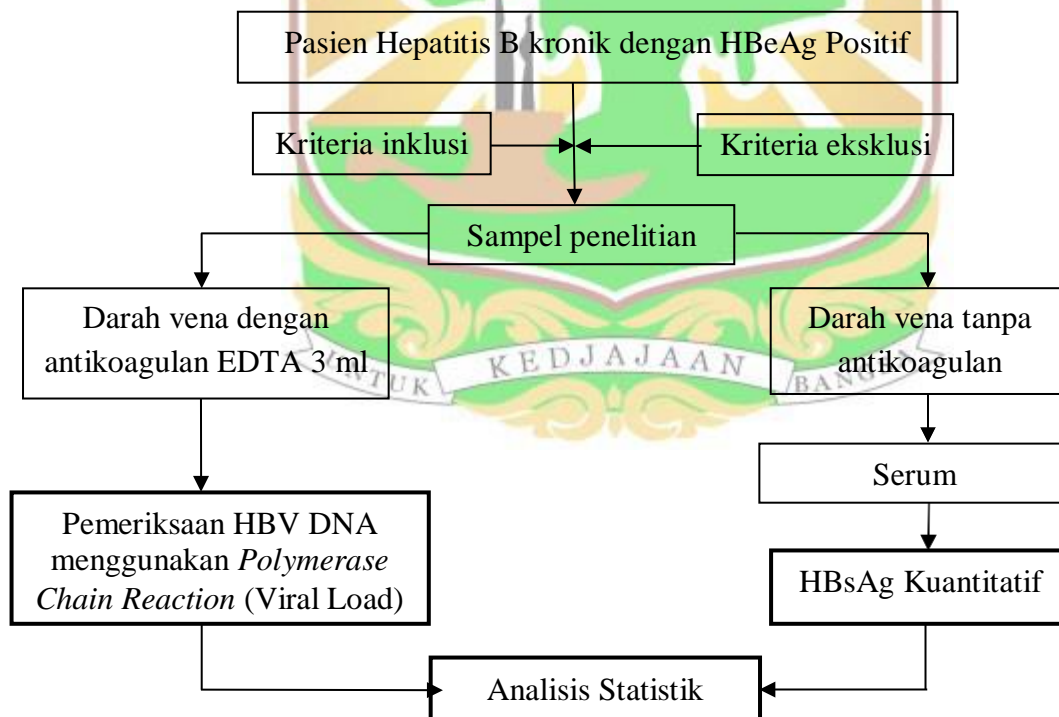 Pasien Hepatitis B kronik dengan HBeAg Positif
Kriteria inklusi
Kriteria eksklusi
Sampel penelitian
Darah vena dengan
antikoagulan EDTA 3 ml
Darah vena tanpa
antikoagulan
UNTUK KEDJAJAAN BANGSA
Serum
Pemeriksaan HBV DNA
menggunakan Polymerase
Chain Reaction (Viral Load)
HBsAg Kuantitatif
Analisis Statistik